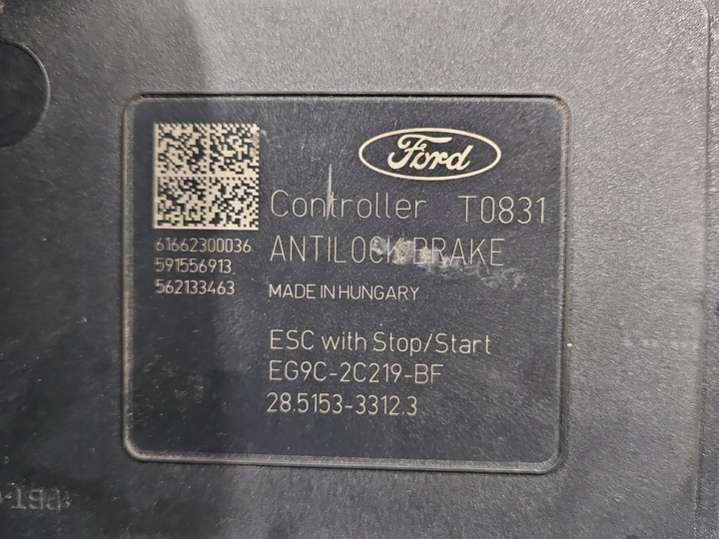 Ford
Controller T0831
ANTILOCK BRAKE
MADE IN HUNGARY
61662300036
591556913
562133463
ESC with Stop/Start
EG9C-2C219-BF
28.5153-3312.3